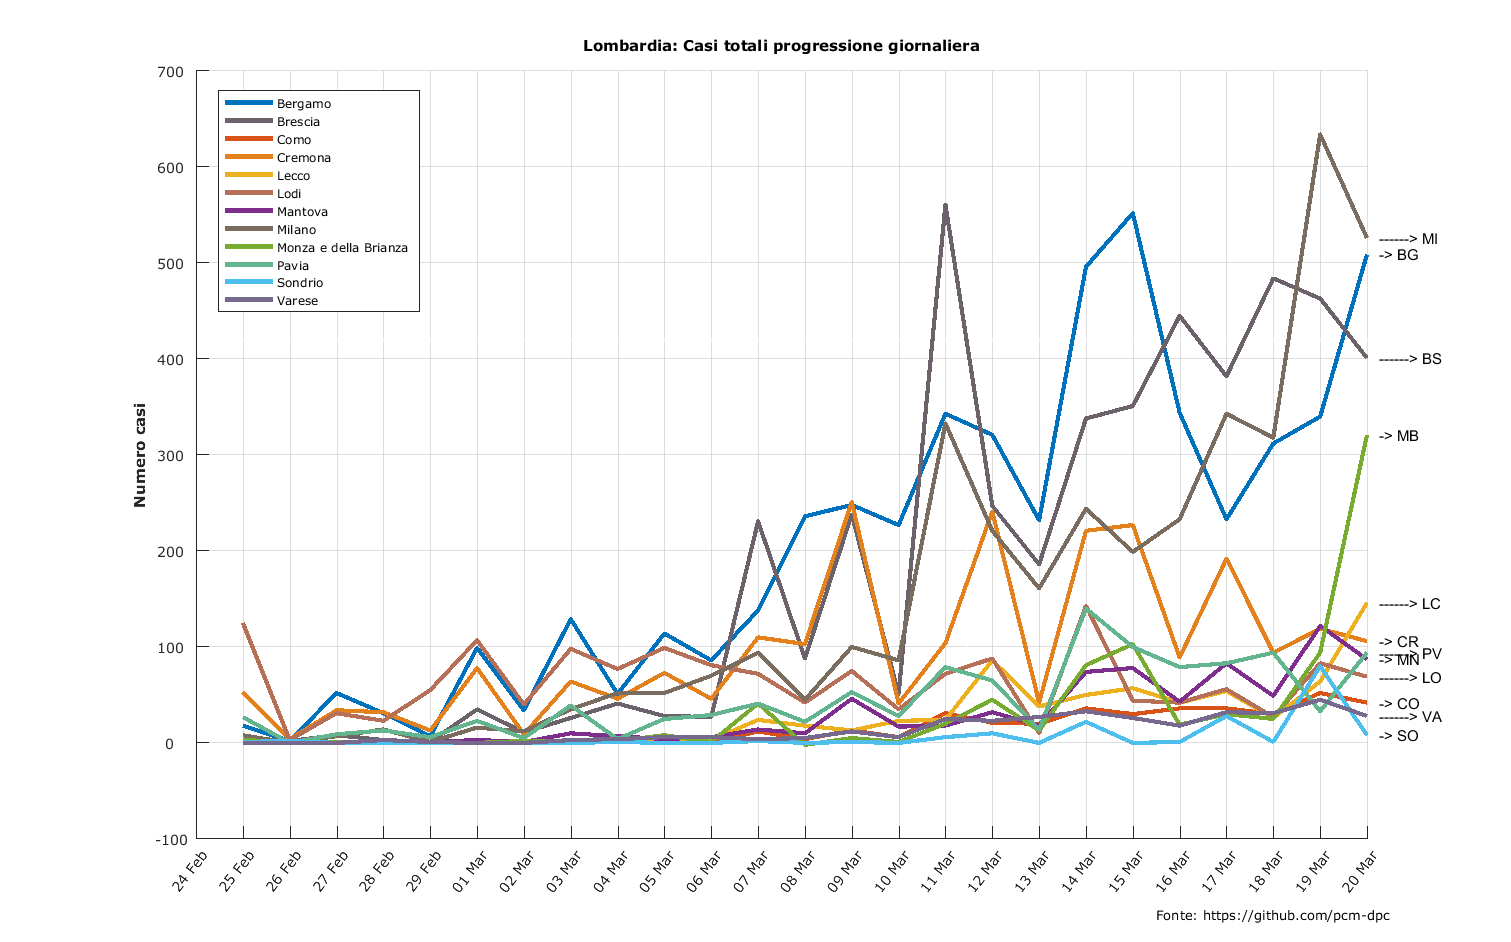 Lombardia: Casi totali progressione giornaliera
700
600
500
400
300
200
100
0
-100
Numero casi
Bergamo
Brescia
Como
Cremona
Lecco
Lodi
Mantova
Milano
Monza e della Brianza
Pavia
Sondrio
Varese
------> MI
-> BG
------> BS
-> MB
------> LC
-> CR
------> PV
-> MN
------> LO
-> CO
------> VA
-> SO
24 Feb
25 Feb
26 Feb
27 Feb
28 Feb
29 Feb
01 Mar
02 Mar
03 Mar
04 Mar
05 Mar
06 Mar
07 Mar
08 Mar
09 Mar
10 Mar
11 Mar
12 Mar
13 Mar
14 Mar
15 Mar
16 Mar
17 Mar
18 Mar
19 Mar
20 Mar
Fonte: https://github.com/pcm-dpc